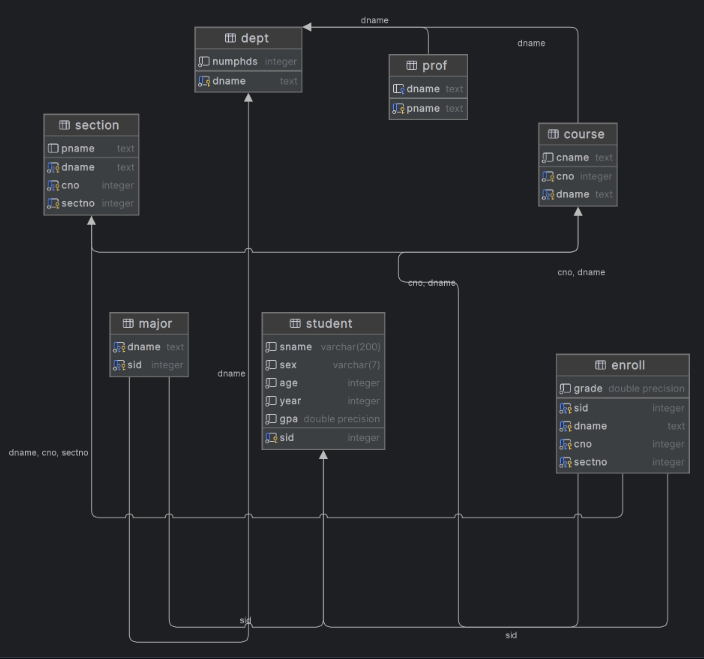 dname
dept
numphds integer
dname text
dname
prof
dname text
pname text
section
pname text
dname text
cno integer
sectno integer
course
cname text
cno integer
dname text
cno, dname
cno, dname
major
dname text
sid integer
student
sname varchar(200)
sex varchar(7)
age integer
year integer
gpa double precision
sid integer
enroll
grade double precision
sid integer
dname text
cno integer
sectno integer
dname
dname, cno, sectno
sid
sid